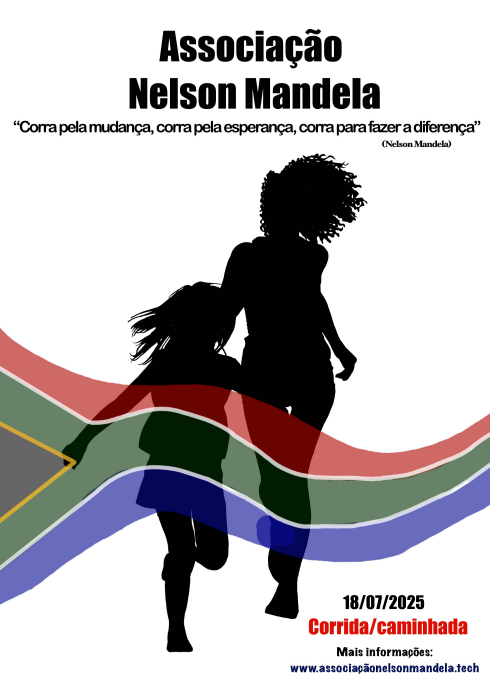 Associação
Nelson Mandela
“Corra pela mudança, corra pela esperança, corra para fazer a diferença”
(Nelson Mandela)
18/07/2025
Corrida/caminhada
Mais informações:
www.associaçãonelsonmandela.tech